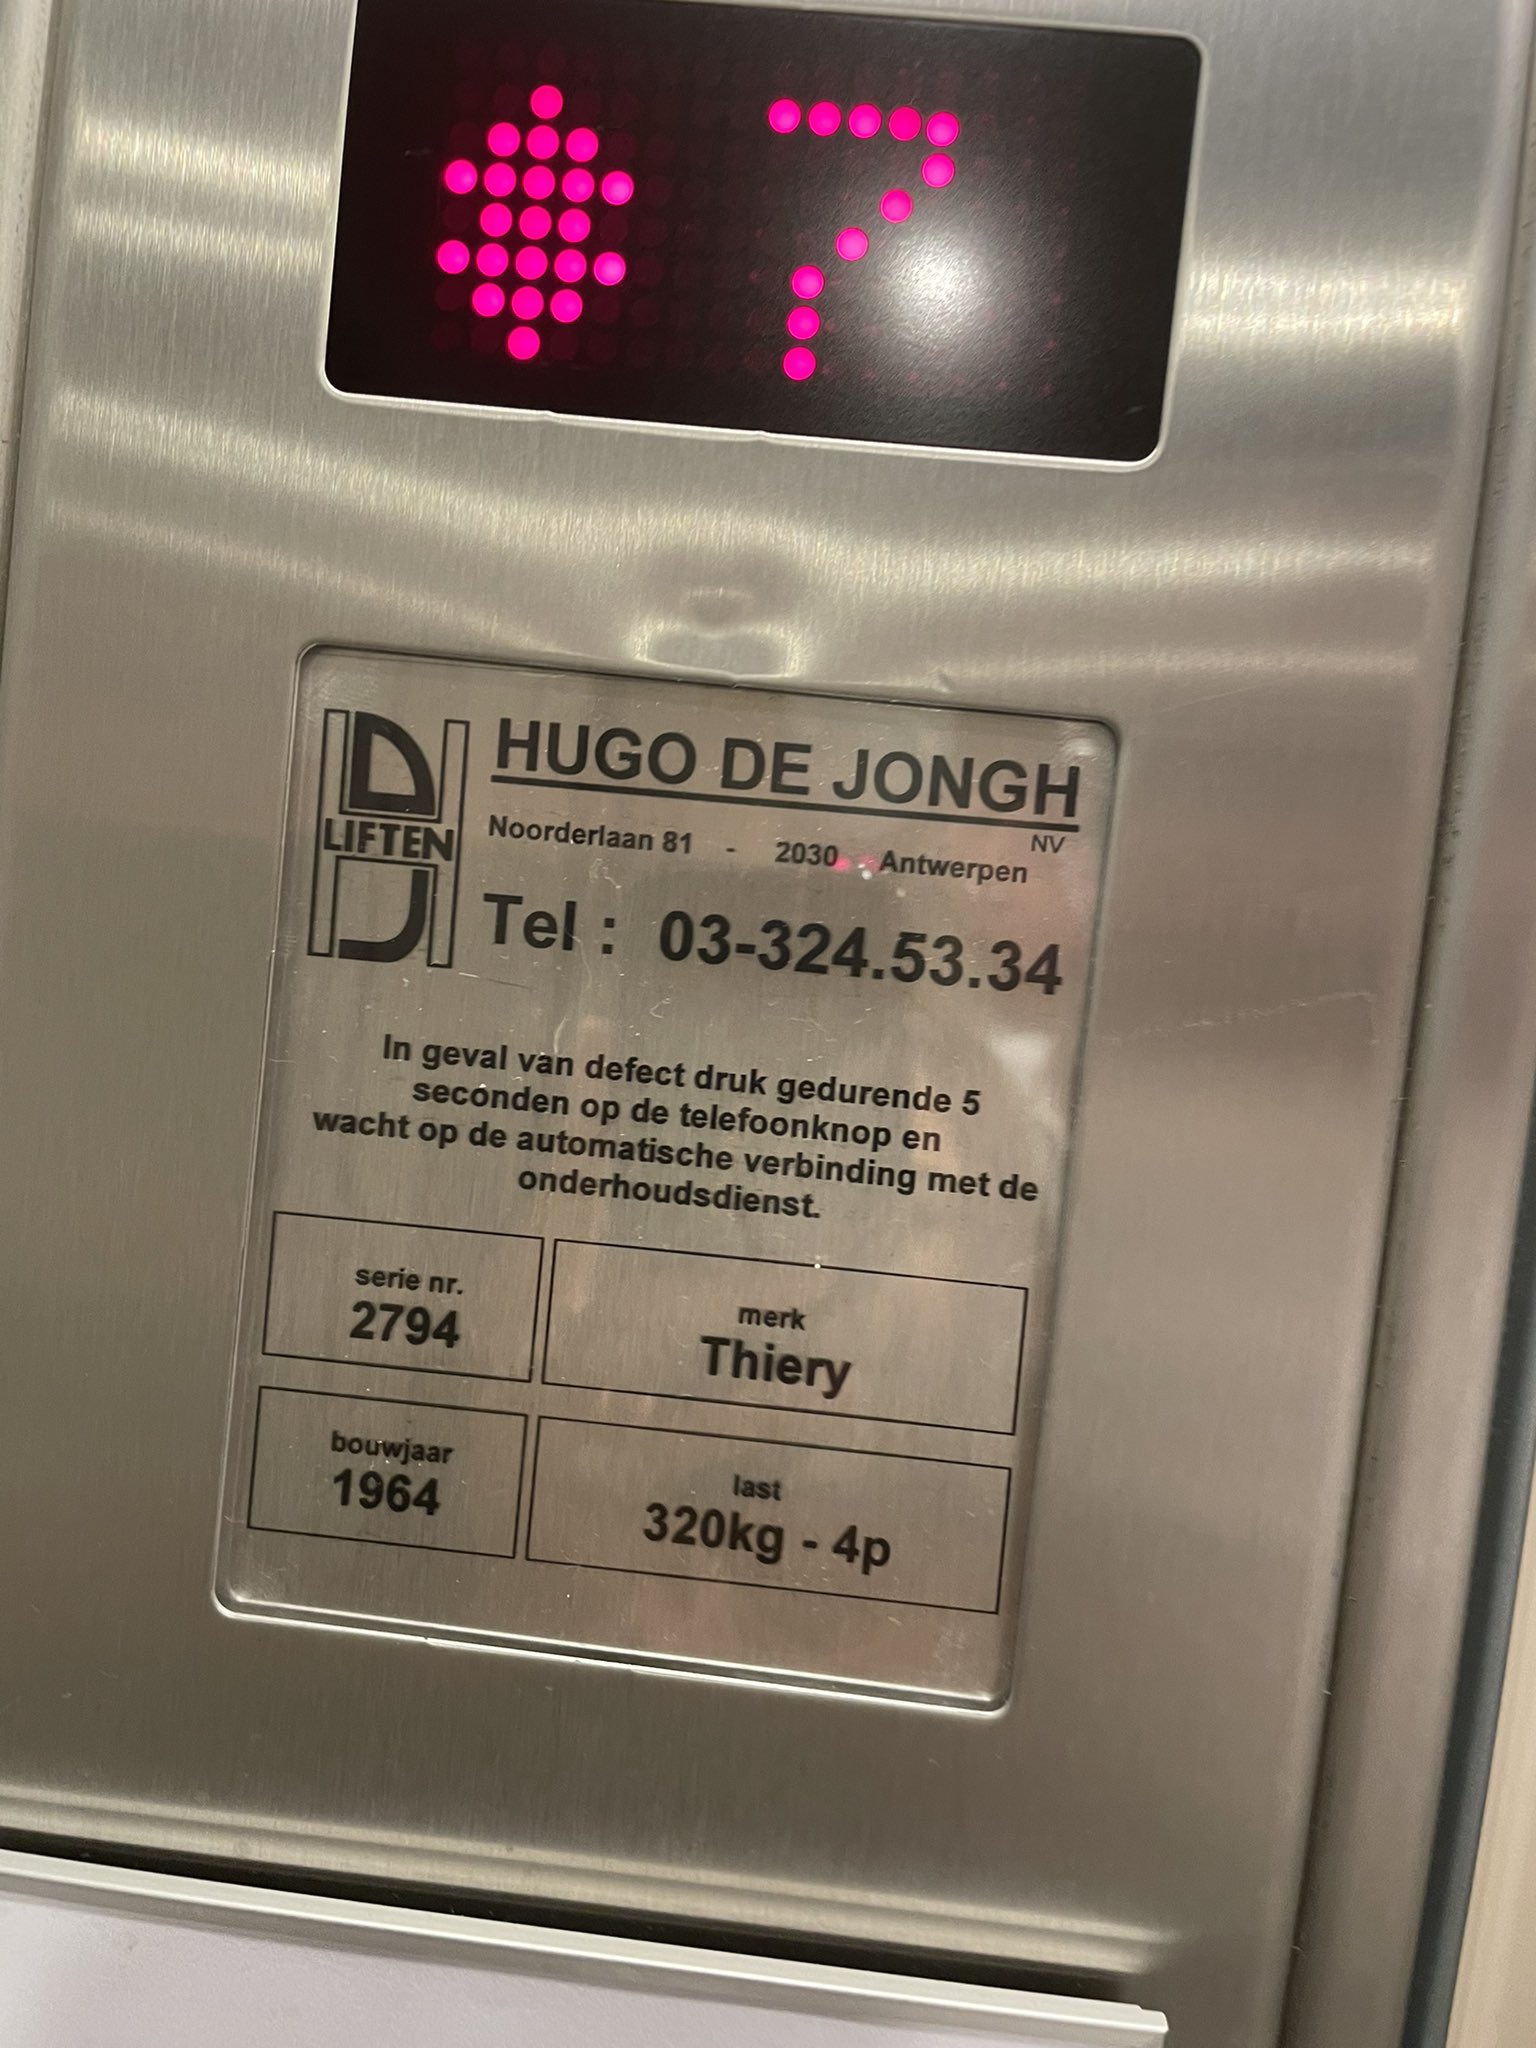 7
HUGO DE JONGH
NV
LIFTEN
Noorderlaan 81 - 2030 Antwerpen
Tel : 03-324.53.34
In geval van defect druk gedurende 5
seconden op de telefoonknop en
wacht op de automatische verbinding met de
onderhoudsdienst.
serie nr.
2794
merk
Thiery
bouwjaar
1964
last
320kg - 4p